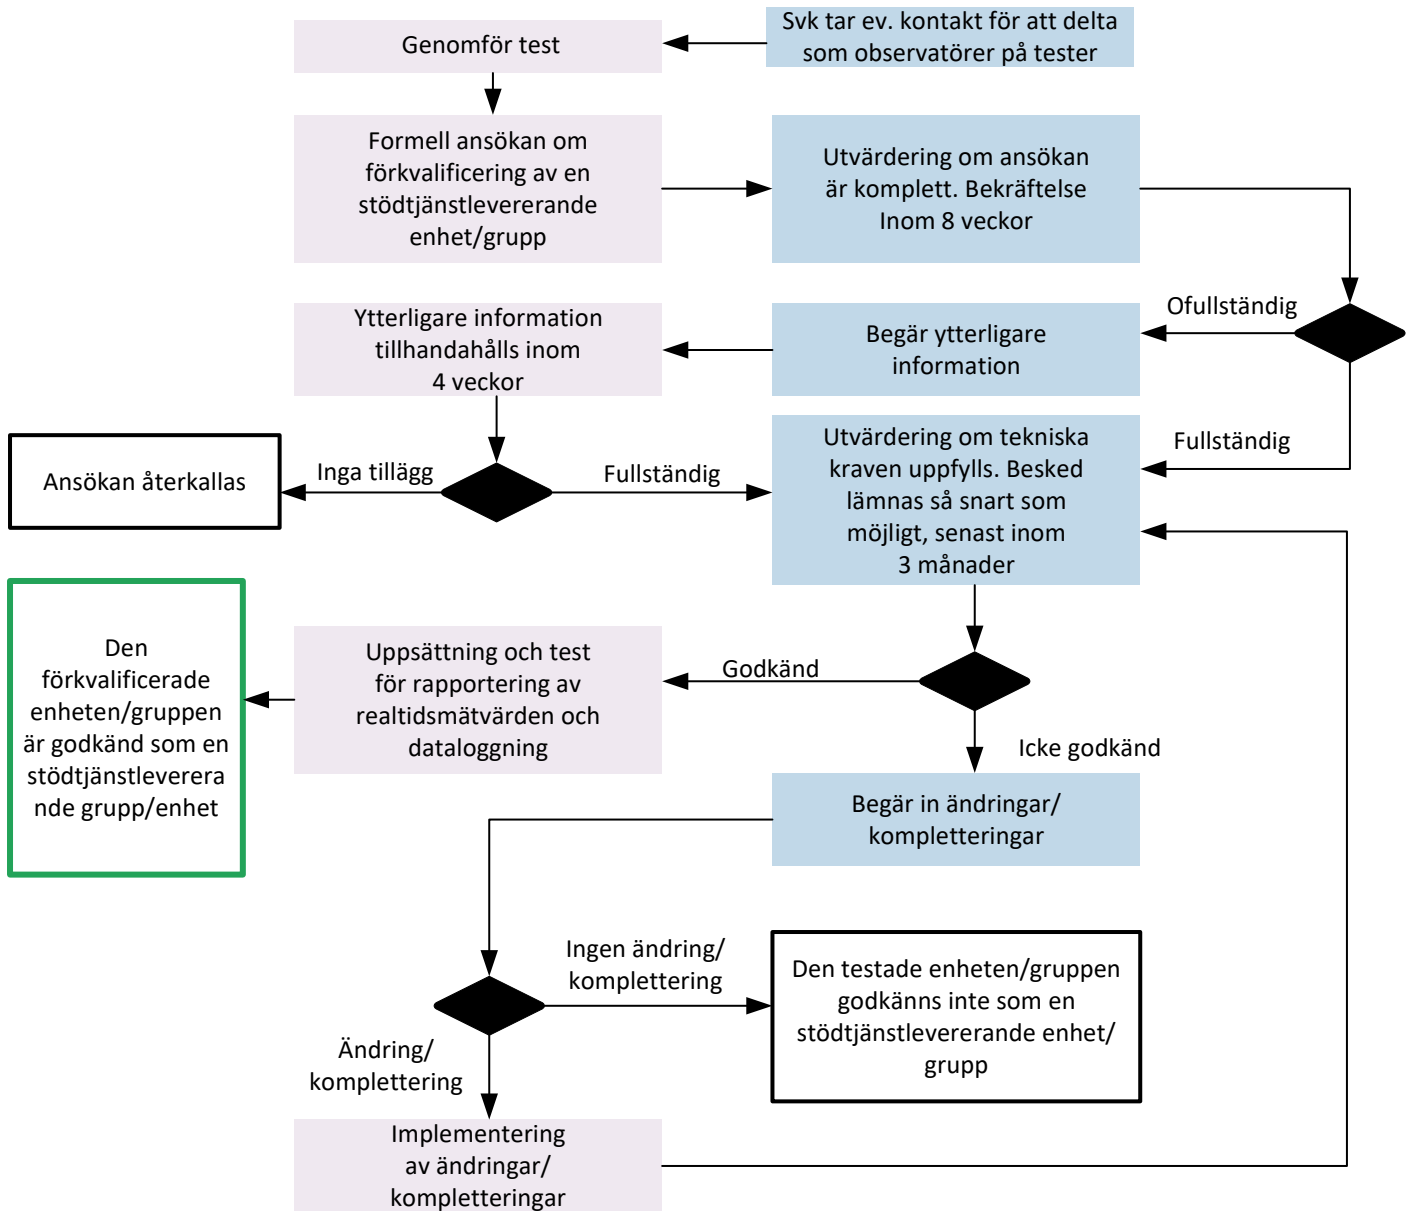 Genomför test
Svk tar ev. kontakt för att delta
som observatörer på tester
Formell ansökan om
förkvalificering av en
stödtjänstlevererande
enhet/grupp
Utvärdering om ansökan
är komplett. Bekräftelse
Inom 8 veckor
Ofullständig
Ytterligare information
tillhandahålls inom
4 veckor
Begär ytterligare
information
Fullständig
Ansökan återkallas
Inga tillägg
Fullständig
Utvärdering om tekniska
kraven uppfylls. Besked
lämnas så snart som
möjligt, senast inom
3 månader
Den
förkvalificerade
enheten/gruppen
är godkänd som en
stödtjänstleverera
nde grupp/enhet
Uppsättning och test
för rapportering av
realtidsmätvärden och
dataloggning
Godkänd
Icke godkänd
Begär in ändringar/
kompletteringar
Ingen ändring/
komplettering
Den testade enheten/gruppen
godkänns inte som en
stödtjänstlevererande enhet/
grupp
Ändring/
komplettering
Implementering
av ändringar/
kompletteringar